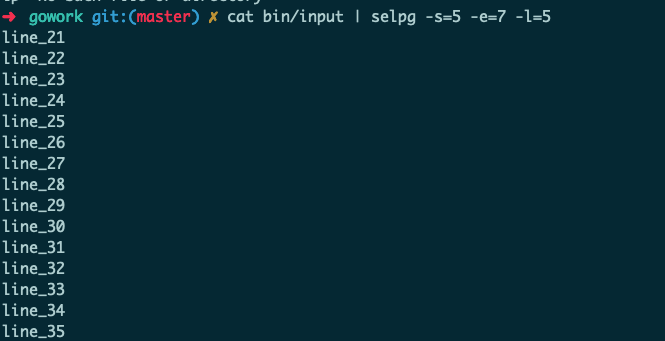 ➜  gowork git:(master) ✗ cat bin/input | selpg -s=5 -e=7 -l=5
line_21
line_22
line_23
line_24
line_25
line_26
line_27
line_28
line_29
line_30
line_31
line_32
line_33
line_34
line_35